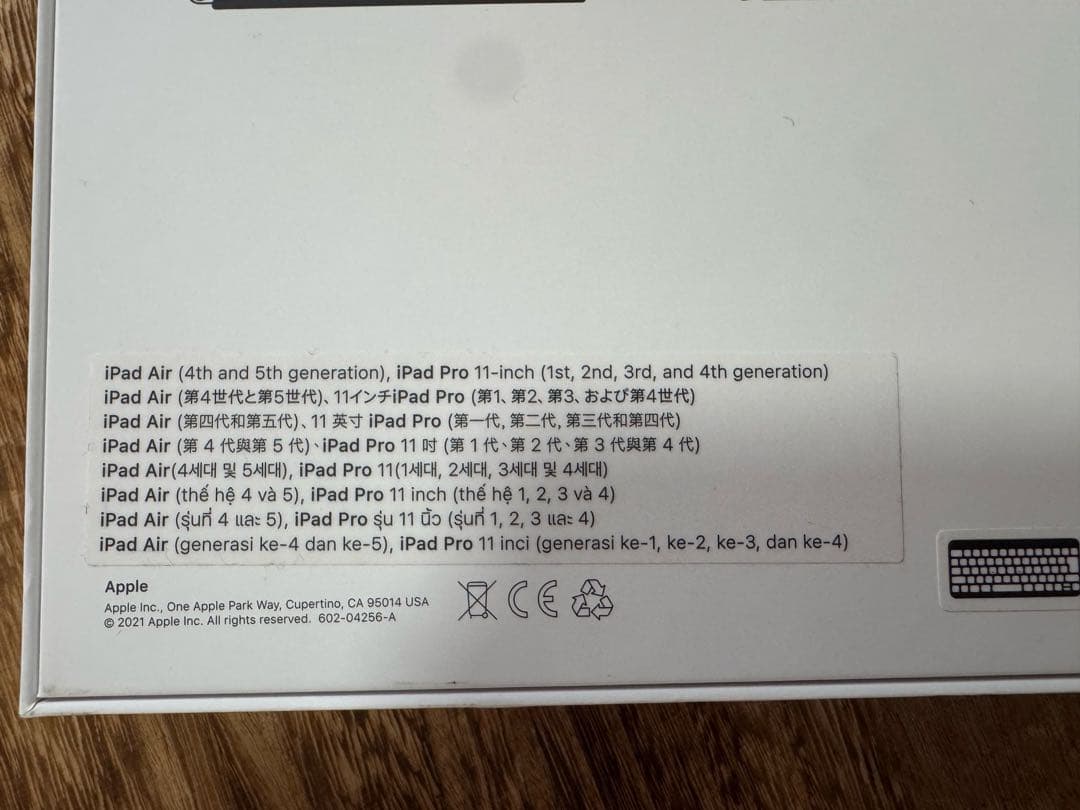 iPad Air (4th and 5th generation), iPad Pro 11-inch (1st, 2nd, 3rd, and 4th generation)
iPad Air (第4世代と第5世代)、11インチiPad Pro (第1、第2、第3、および第4世代)
iPad Air (第四代和第五代)、11 英寸 iPad Pro (第一代, 第二代, 第三代和第四代)
iPad Air (第 4 代與第 5 代)、iPad Pro 11 吋 (第 1 代、第 2 代、第 3 代與第 4 代)
iPad Air(4세대 및 5세대), iPad Pro 11(1세대, 2세대, 3세대 및 4세대)
iPad Air (thế hệ 4 và 5), iPad Pro 11 inch (thế hệ 1, 2, 3 và 4)
iPad Air (รุ่นที่ 4 และ 5), iPad Pro รุ่น 11 นิ้ว (รุ่นที่ 1, 2, 3 และ 4)
iPad Air (generasi ke-4 dan ke-5), iPad Pro 11 inci (generasi ke-1, ke-2, ke-3, dan ke-4)
Apple
Apple Inc., One Apple Park Way, Cupertino, CA 95014 USA
© 2021 Apple Inc. All rights reserved. 602-04256-A
CE